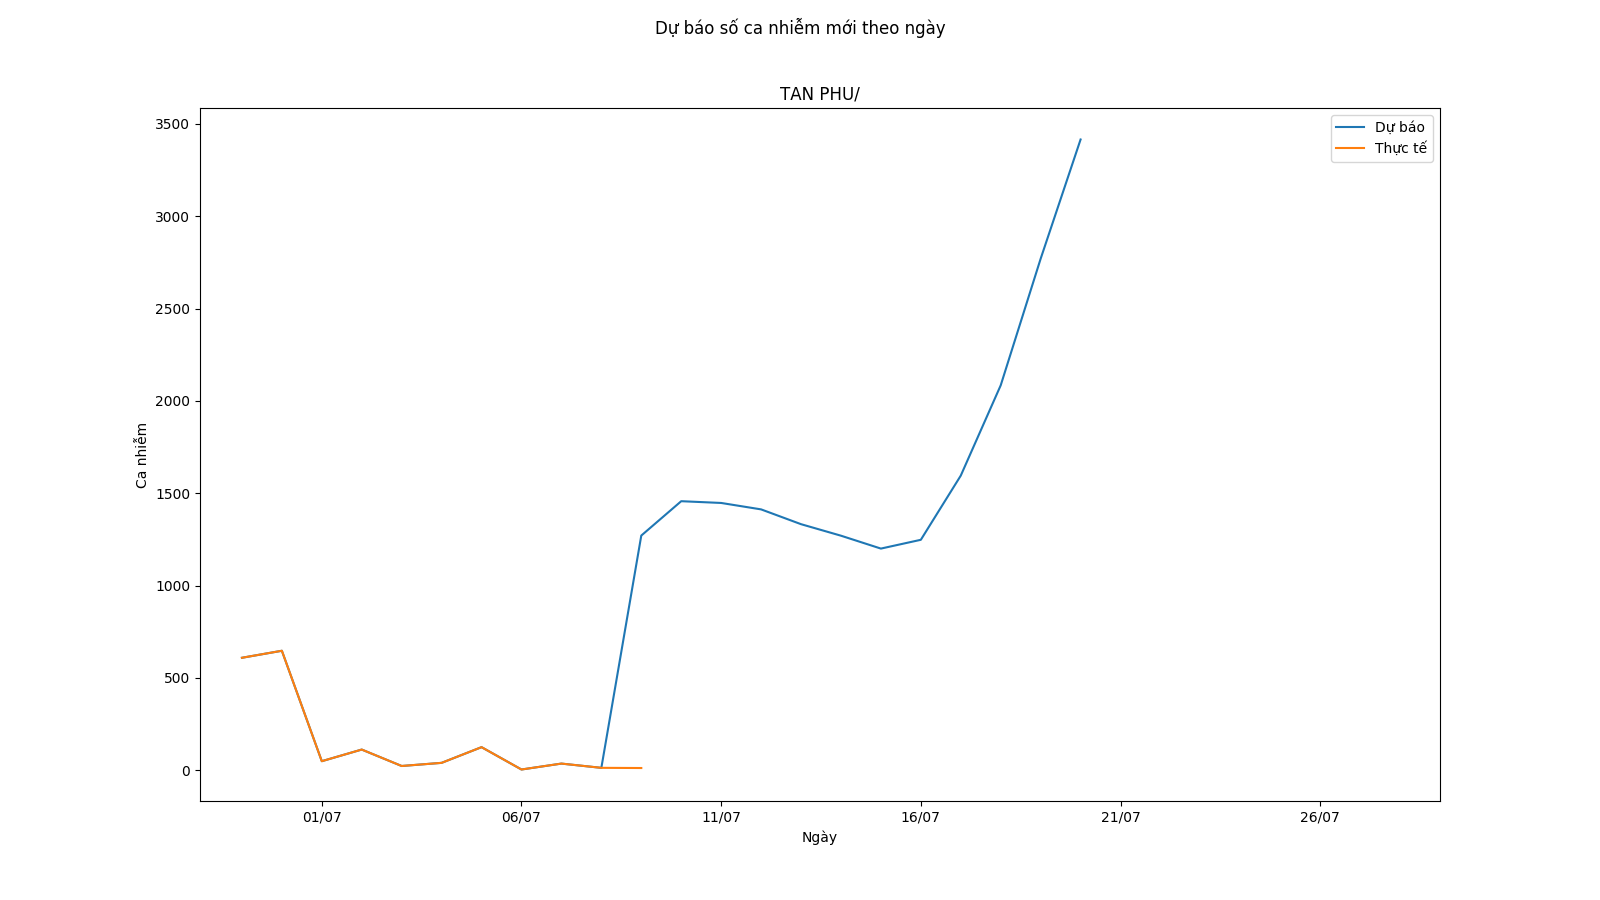 Dự báo số ca nhiễm mới theo ngày
TAN PHU/
3500
3000
2500
2000
1500
1000
500
0
Ca nhiễm
Dự báo
Thực tế
01/07
06/07
11/07
16/07
21/07
26/07
Ngày